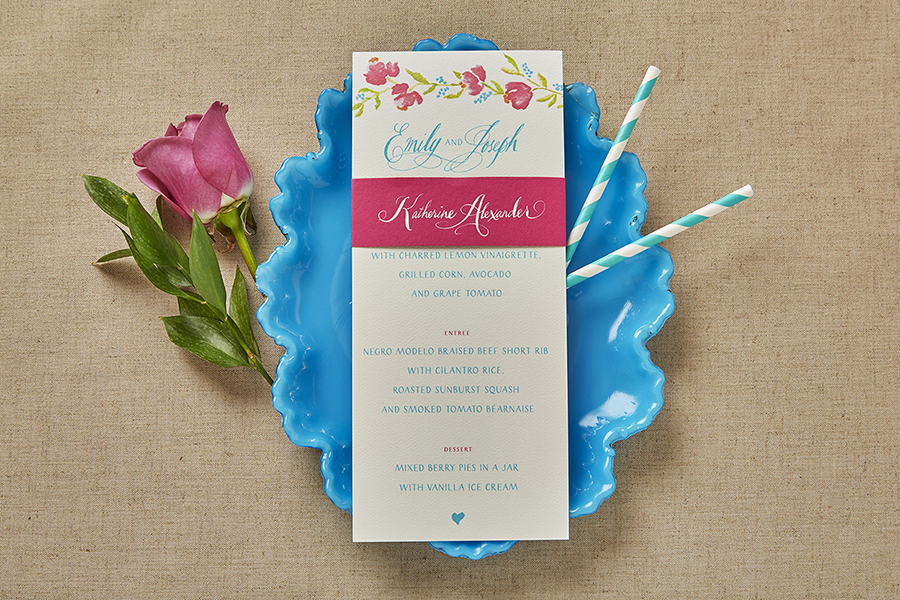 Emily AND Joseph
Katherine Alexander
WITH CHARRED LEMON VINAIGRETTE,
GRILLED CORN, AVOCADO
AND GRAPE TOMATO
ENTREE
NEGRO MODELO BRAISED BEEF SHORT RIB
WITH CILANTRO RICE,
ROASTED SUNBURST SQUASH
AND SMOKED TOMATO BÉARNAISE
DESSERT
MIXED BERRY PIES IN A JAR
WITH VANILLA ICE CREAM